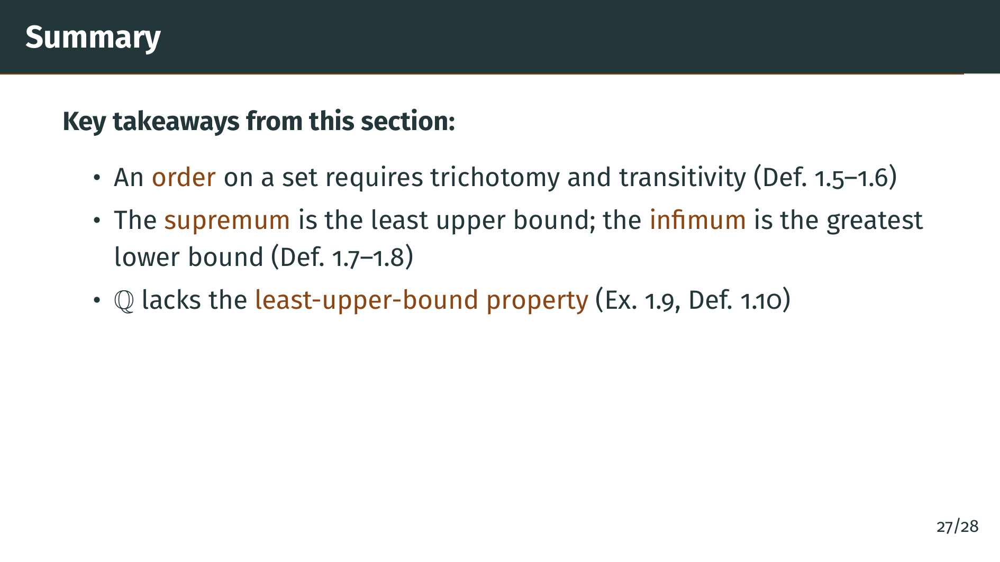 Summary
Key takeaways from this section:
• An order on a set requires trichotomy and transitivity (Def. 1.5–1.6)
• The supremum is the least upper bound; the infimum is the greatest
lower bound (Def. 1.7–1.8)
• ℚ lacks the least-upper-bound property (Ex. 1.9, Def. 1.10)
27/28